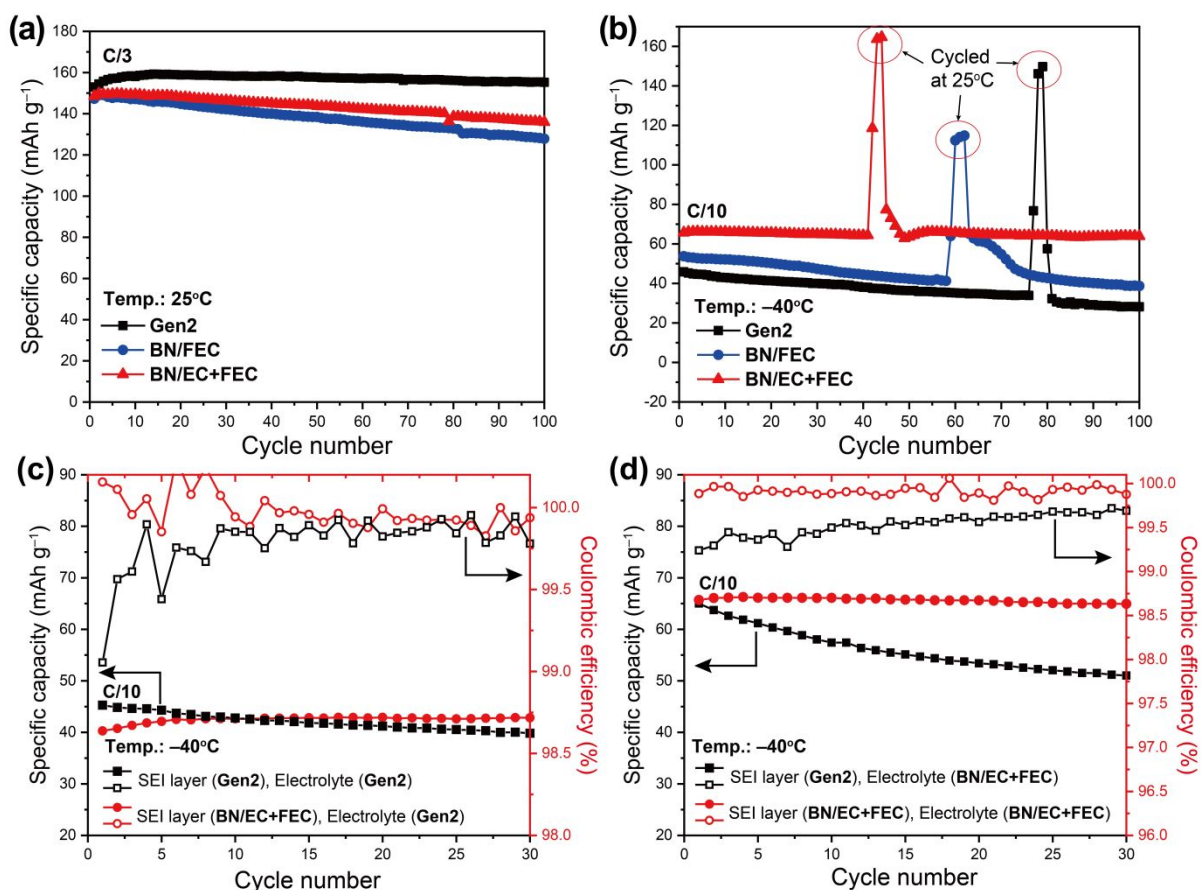 (a)
C/3
Specific capacity (mAh g⁻¹)
180
160
140
120
100
80
60
40
20
0
Temp.: 25°C
Gen2
BN/FEC
BN/EC+FEC
0 10 20 30 40 50 60 70 80 90 100
Cycle number
(b)
Cycled
at 25°C
C/10
Specific capacity (mAh g⁻¹)
160
140
120
100
80
60
40
20
0
-20
Temp.: –40°C
Gen2
BN/FEC
BN/EC+FEC
0 10 20 30 40 50 60 70 80 90 100
Cycle number
(c)
Specific capacity (mAh g⁻¹)
90
80
70
60
50
40
30
20
C/10
Temp.: –40°C
SEI layer (Gen2), Electrolyte (Gen2)
SEI layer (BN/EC+FEC), Electrolyte (Gen2)
100.0
99.5
99.0
98.5
98.0
Coulombic efficiency (%)
0 5 10 15 20 25 30
Cycle number
(d)
Specific capacity (mAh g⁻¹)
90
80
70
60
50
40
30
20
C/10
Temp.: –40°C
SEI layer (Gen2), Electrolyte (BN/EC+FEC)
SEI layer (BN/EC+FEC), Electrolyte (BN/EC+FEC)
100.0
99.5
99.0
98.5
98.0
97.5
97.0
96.5
96.0
Coulombic efficiency (%)
0 5 10 15 20 25 30
Cycle number